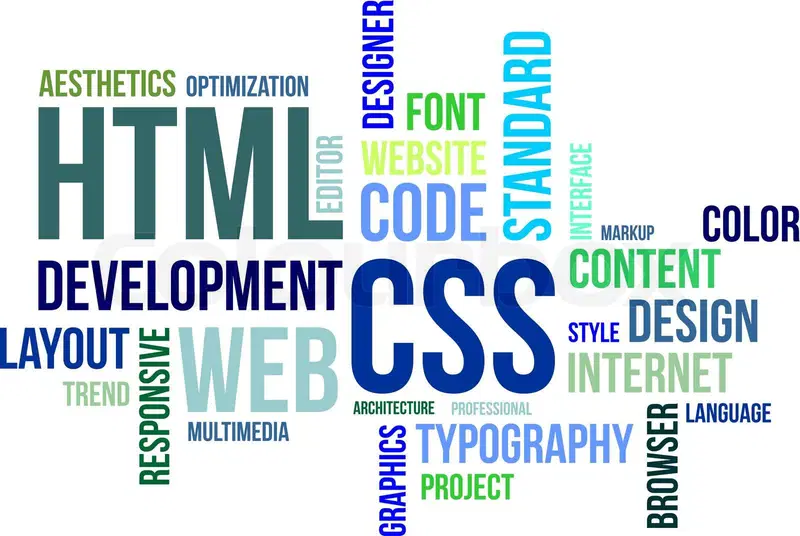 DESIGNER
AESTHETICS
OPTIMIZATION
FONT
STANDARD
HTML
EDITOR
WEBSITE
INTERFACE
CODE
MARKUP
COLOR
DEVELOPMENT
CSS
CONTENT
LAYOUT
RESPONSIVE
WEB
STYLE
DESIGN
TREND
INTERNET
ARCHITECTURE
PROFESSIONAL
LANGUAGE
MULTIMEDIA
GRAPHICS
TYPOGRAPHY
BROWSER
PROJECT